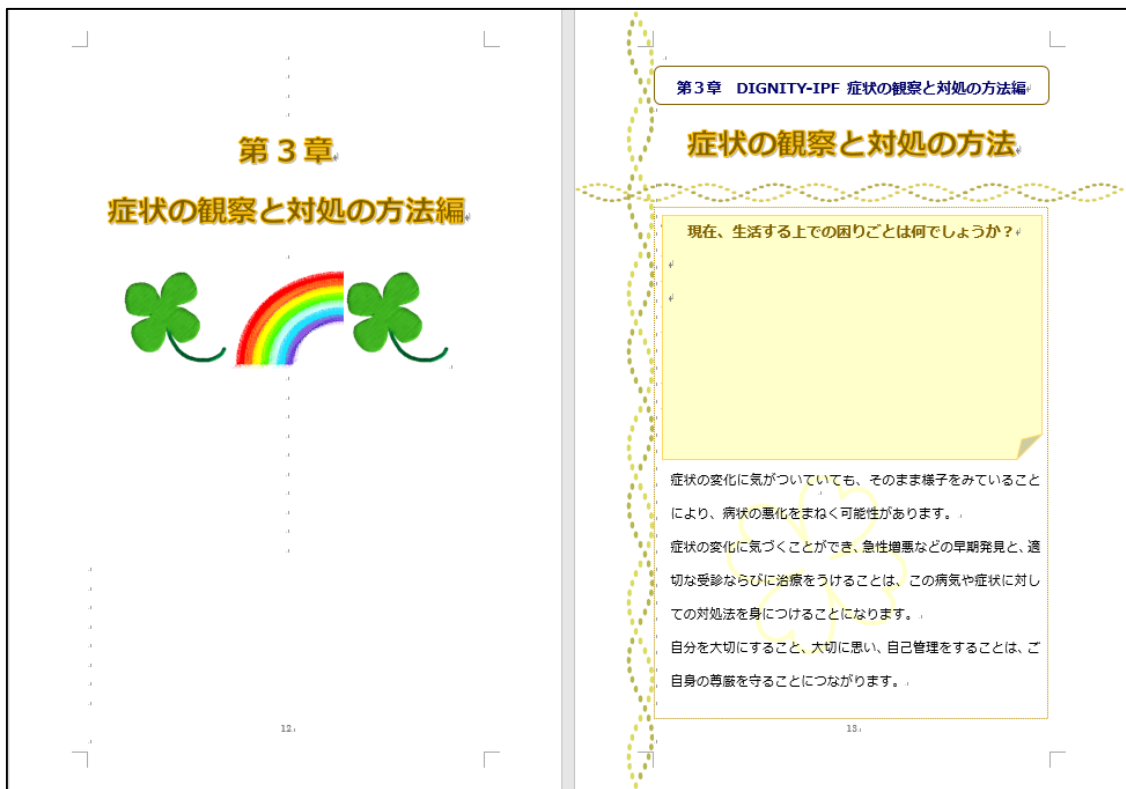 第３章
症状の観察と対処の方法編
12
第３章　DIGNITY-IPF 症状の観察と対処の方法編
症状の観察と対処の方法
現在、生活する上での困りごとは何でしょうか？
症状の変化に気がついていても、そのまま様子をみていること
により、病状の悪化をまねく可能性があります。
症状の変化に気づくことができ、急性増悪などの早期発見と、適
切な受診ならびに治療をうけることは、この病気や症状に対し
ての対処法を身につけることになります。
自分を大切にすること、大切に思い、自己管理をすることは、ご
自身の尊厳を守ることにつながります。
13